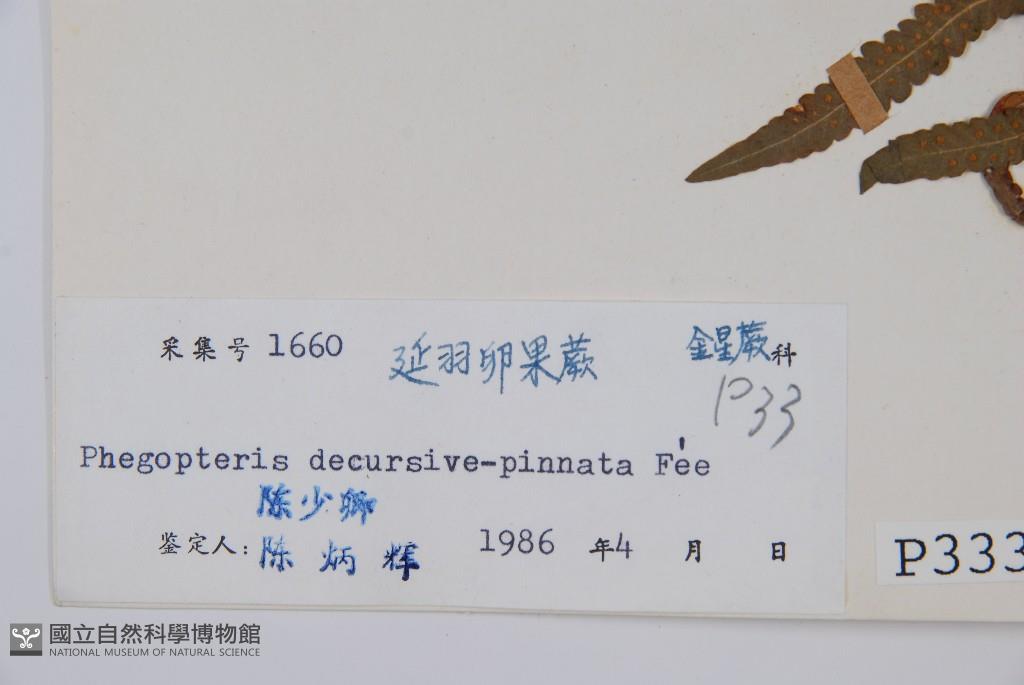 采集号 1660 延羽卵果蕨 金星蕨科
P33
Phegopteris decursive-pinnata Fée
陈少卿
鉴定人: 陈炳辉 1986 年4 月 日
P333
國立自然科學博物館
NATIONAL MUSEUM OF NATURAL SCIENCE